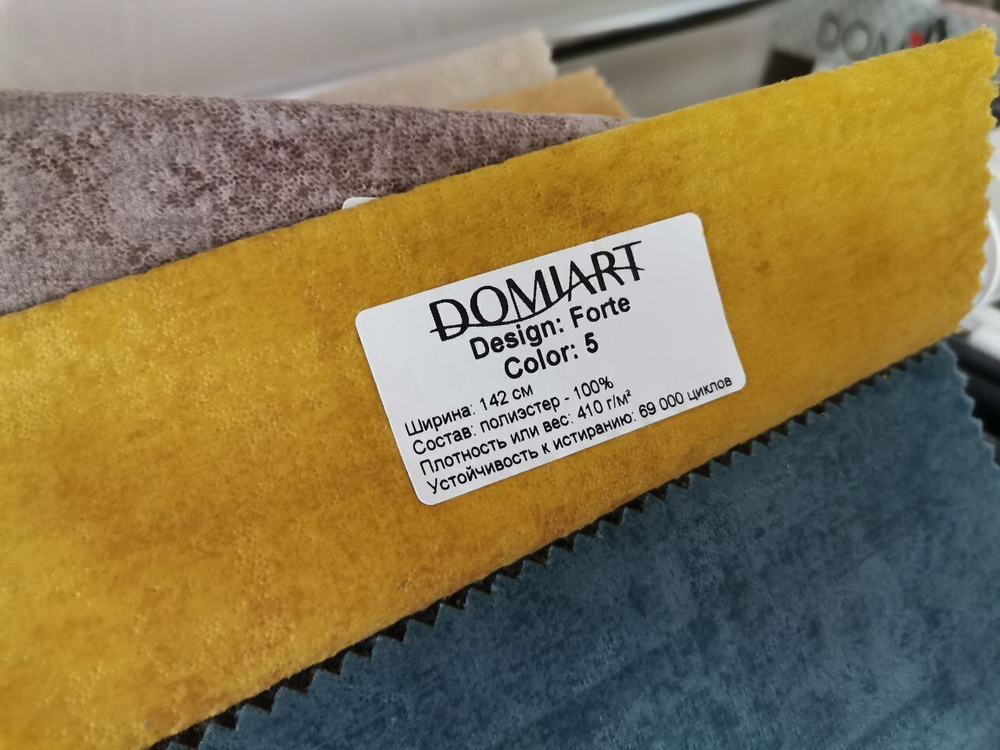 DOMIART
Design: Forte
Color: 5
Ширина: 142 см
Состав: полиэстер - 100%
Плотность или вес: 410 г/м²
Устойчивость к истиранию: 69 000 циклов